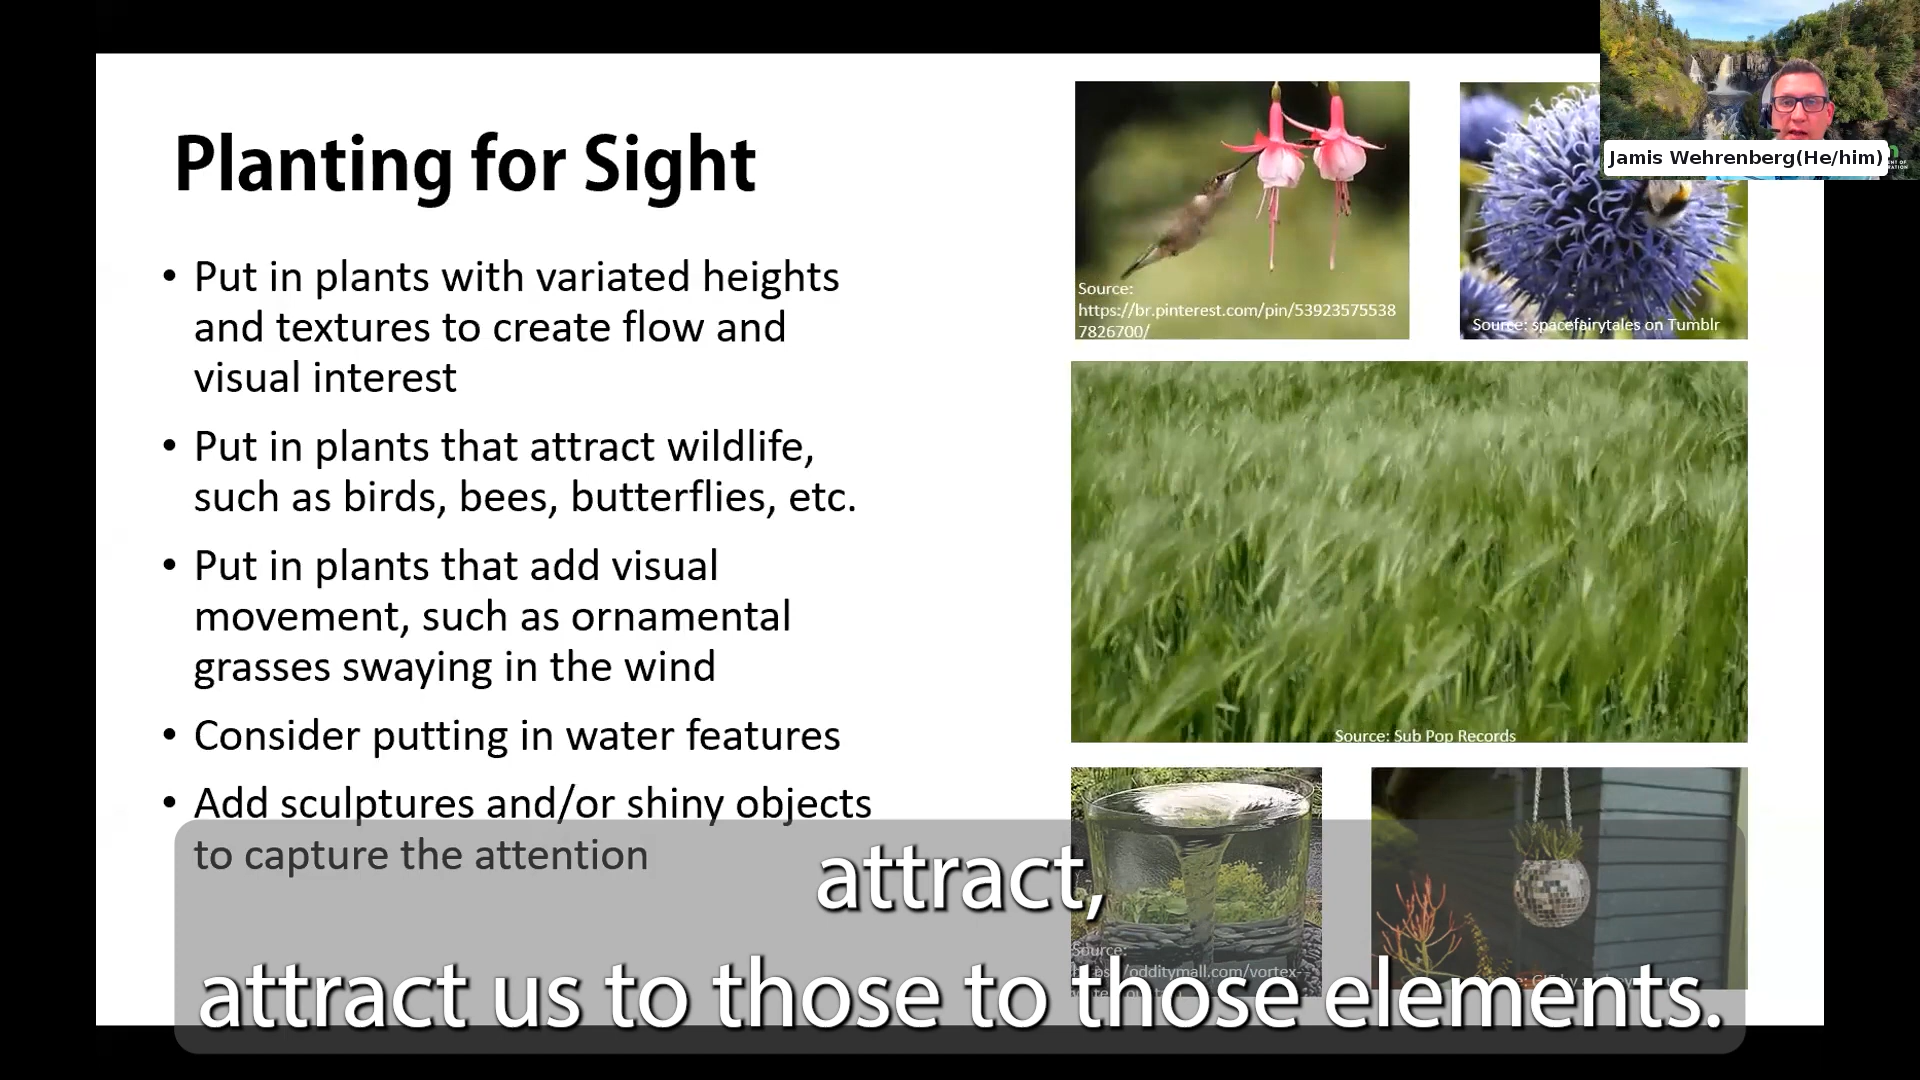 Planting for Sight
• Put in plants with variated heights
and textures to create flow and
visual interest
• Put in plants that attract wildlife,
such as birds, bees, butterflies, etc.
• Put in plants that add visual
movement, such as ornamental
grasses swaying in the wind
• Consider putting in water features
• Add sculptures and/or shiny objects
to capture the attention
Source:
https://br.pinterest.com/pin/53923575538
7826700/
Source: spacefairytales on Tumblr
Jamis Wehrenberg(He/him)
Source: Sub Pop Records
Source:
attract,
attract us to those to those elements.